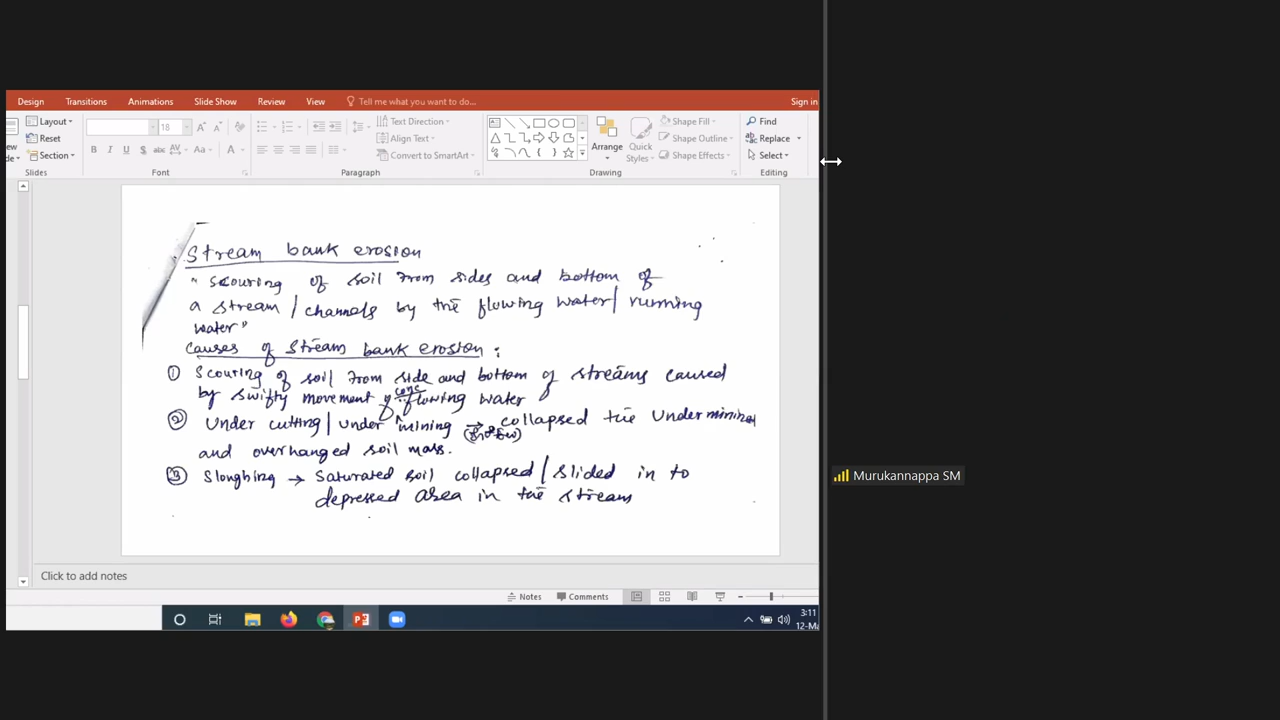 Design Transitions Animations Slide Show Review View Tell me what you want to do... Sign in
Layout
Reset
Section
18
Text Direction
Align Text
Convert to SmartArt
Arrange
Quick Styles
Shape Fill
Shape Outline
Shape Effects
Find
Replace
Select
Slides Font Paragraph Drawing Editing
Stream bank erosion
" scouring of soil from sides and bottom of
a stream / channels by the flowing water / running
water"
Causes of stream bank erosion :
① Scouring of soil from side and bottom of streams caused
by swifty movement of conc flowing water
② Under cutting / under mining → collapsed the undermining
and overhanged soil mass.
③ Sloughing → Saturated soil collapsed / slided in to
depressed area in the stream
Click to add notes
Notes Comments
3:11
12-Ma
Murukannappa SM